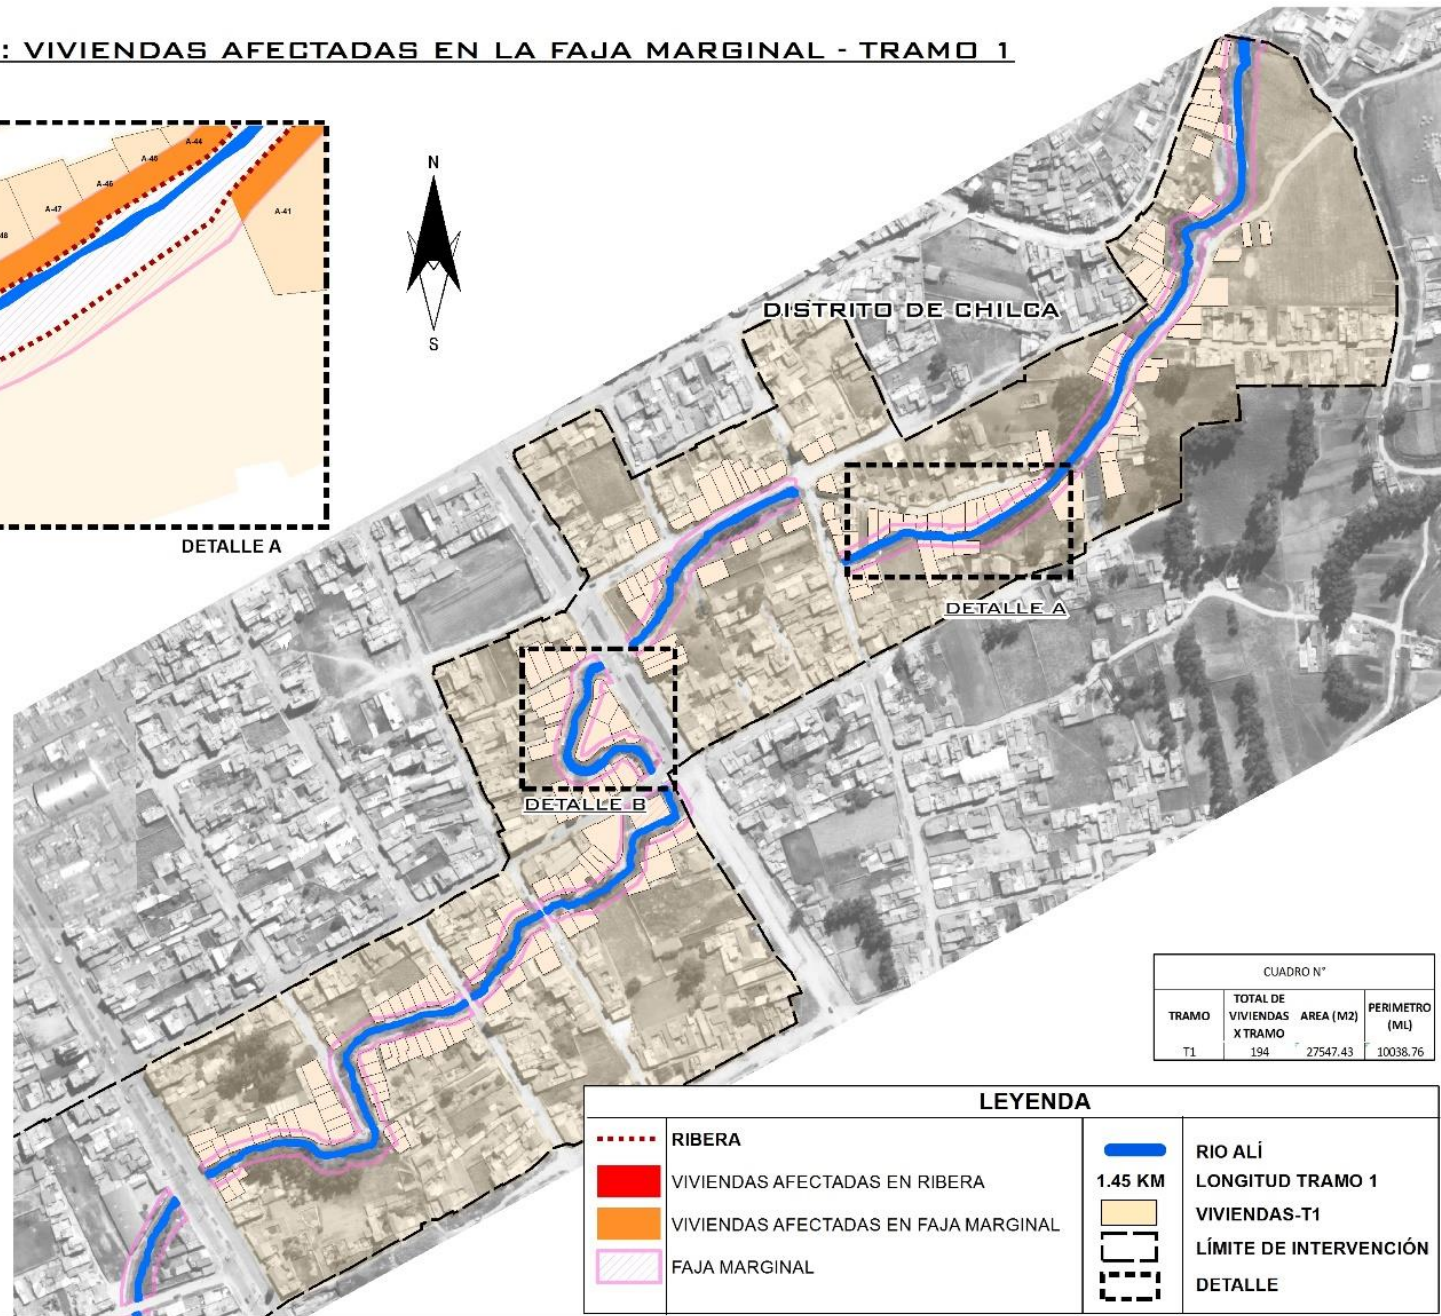 : VIVIENDAS AFECTADAS EN LA FAJA MARGINAL - TRAMO 1
A-44
A-45
A-46
A-47
48
A-41
DETALLE A
N
S
DISTRITO DE CHILCA
DETALLE A
DETALLE B
CUADRO N°
TRAMO
TOTAL DE
VIVIENDAS
X TRAMO
AREA (M2)
PERIMETRO
(ML)
T1 194 27547.43 10038.76
LEYENDA
RIBERA
VIVIENDAS AFECTADAS EN RIBERA
VIVIENDAS AFECTADAS EN FAJA MARGINAL
FAJA MARGINAL
RIO ALÍ
1.45 KM LONGITUD TRAMO 1
VIVIENDAS-T1
LÍMITE DE INTERVENCIÓN
DETALLE